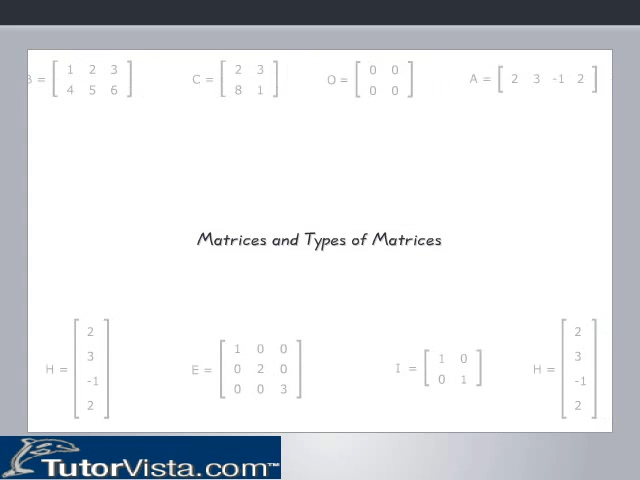 B = [ 1 2 3
4 5 6 ]
C = [ 2 3
8 1 ]
O = [ 0 0
0 0 ]
A = [ 2 3 -1 2 ]
Matrices and Types of Matrices
H = [ 2
3
-1
2 ]
E = [ 1 0 0
0 2 0
0 0 3 ]
I = [ 1 0
0 1 ]
H = [ 2
3
-1
2 ]
TutorVista.com™